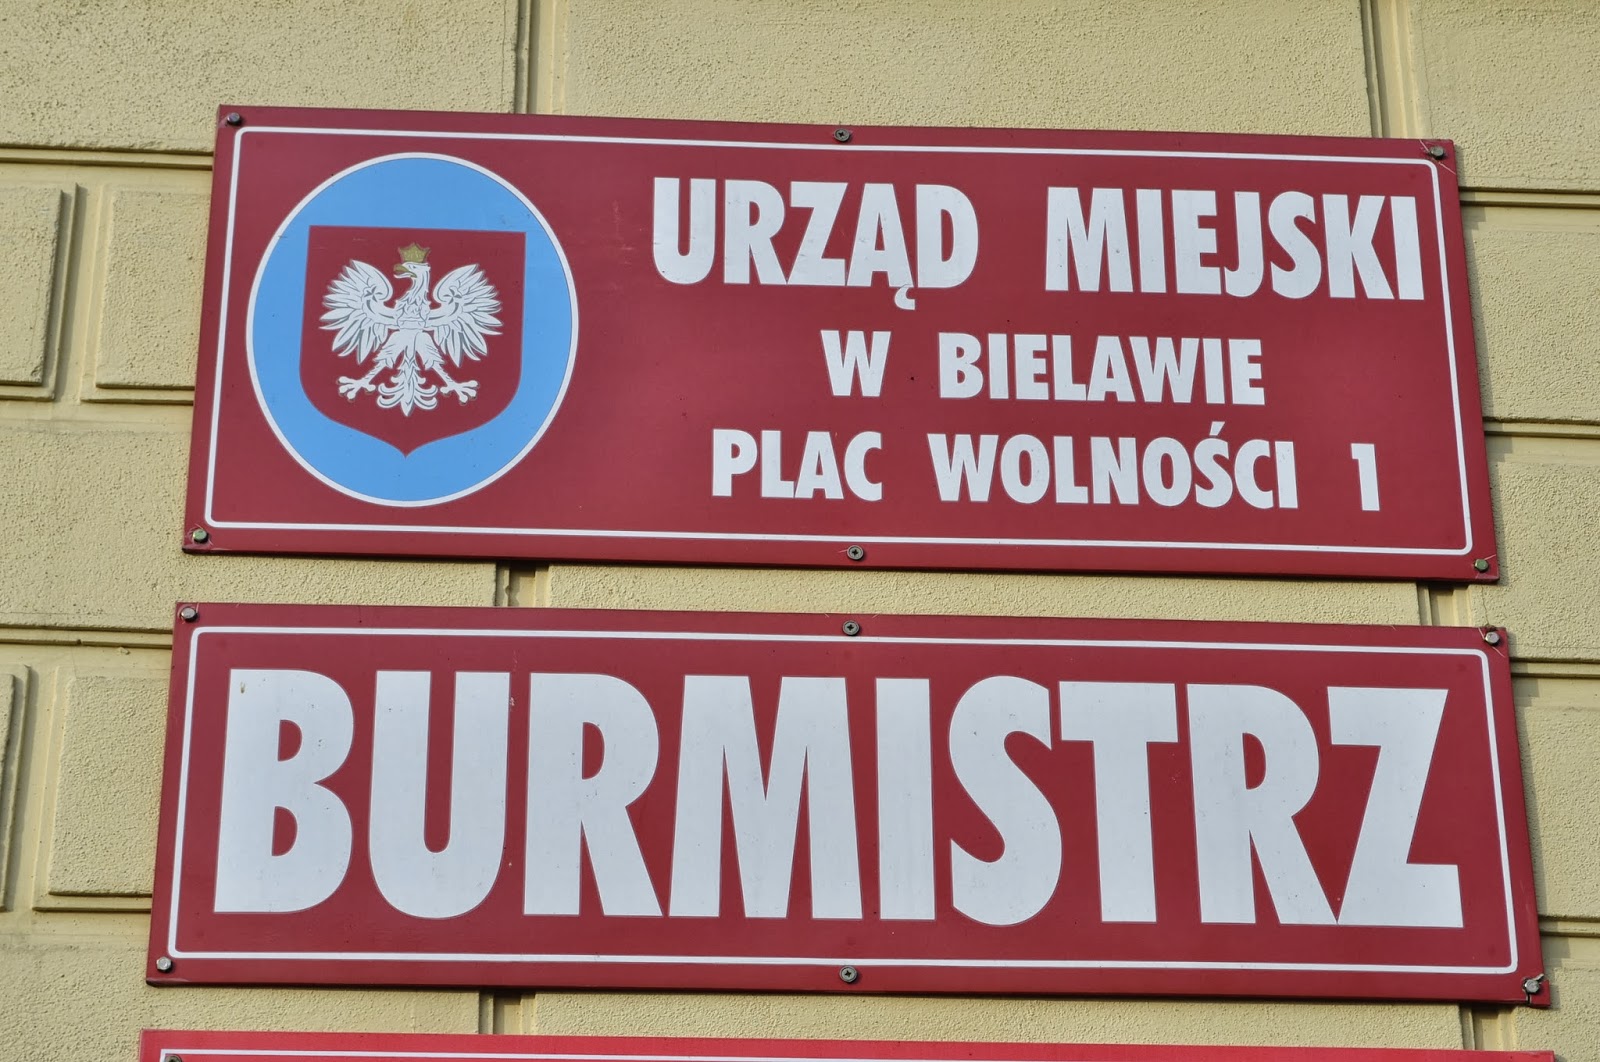 URZĄD MIEJSKI
W BIELAWIE
PLAC WOLNOŚCI 1
BURMISTRZ